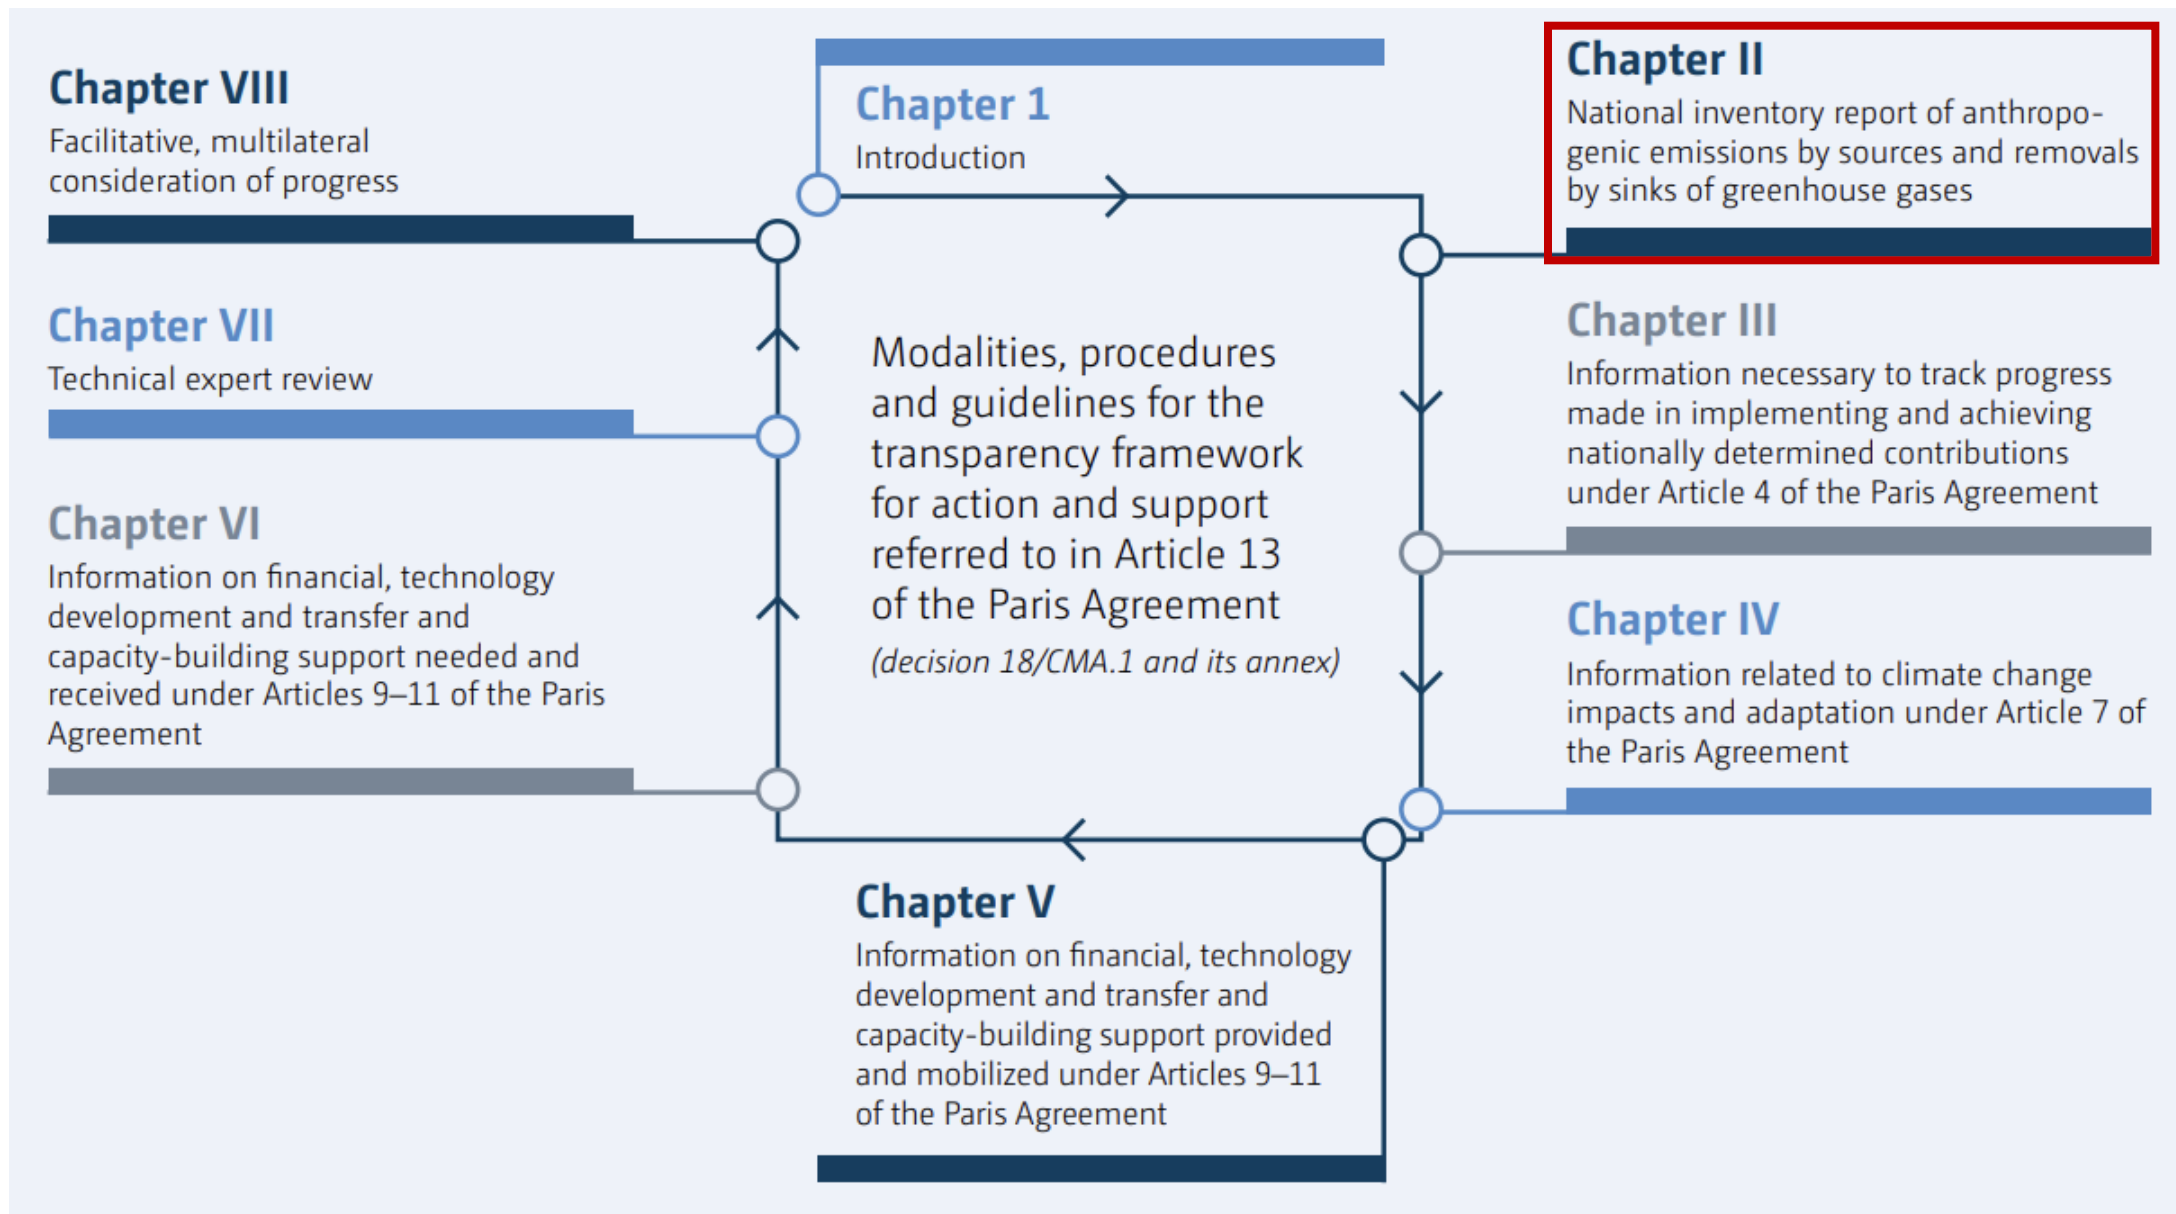 Chapter 1
Introduction
Chapter II
National inventory report of anthropo-
genic emissions by sources and removals
by sinks of greenhouse gases
Chapter III
Information necessary to track progress
made in implementing and achieving
nationally determined contributions
under Article 4 of the Paris Agreement
Chapter IV
Information related to climate change
impacts and adaptation under Article 7 of
the Paris Agreement
Chapter V
Information on financial, technology
development and transfer and
capacity-building support provided
and mobilized under Articles 9–11
of the Paris Agreement
Chapter VI
Information on financial, technology
development and transfer and
capacity-building support needed and
received under Articles 9–11 of the Paris
Agreement
Chapter VII
Technical expert review
Chapter VIII
Facilitative, multilateral
consideration of progress
Modalities, procedures
and guidelines for the
transparency framework
for action and support
referred to in Article 13
of the Paris Agreement
(decision 18/CMA.1 and its annex)